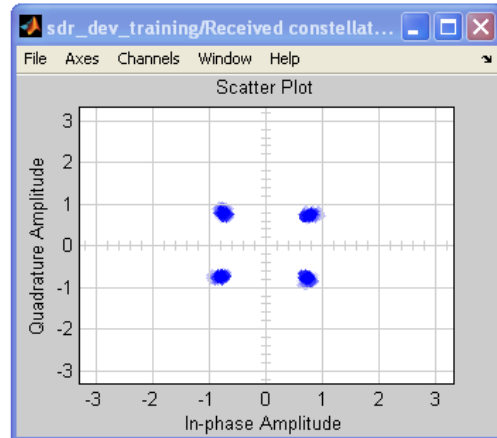 sdr_dev_training/Received constellat...
File Axes Channels Window Help
Scatter Plot
3
2
1
0
-1
-2
-3
Quadrature Amplitude
-3 -2 -1 0 1 2 3
In-phase Amplitude